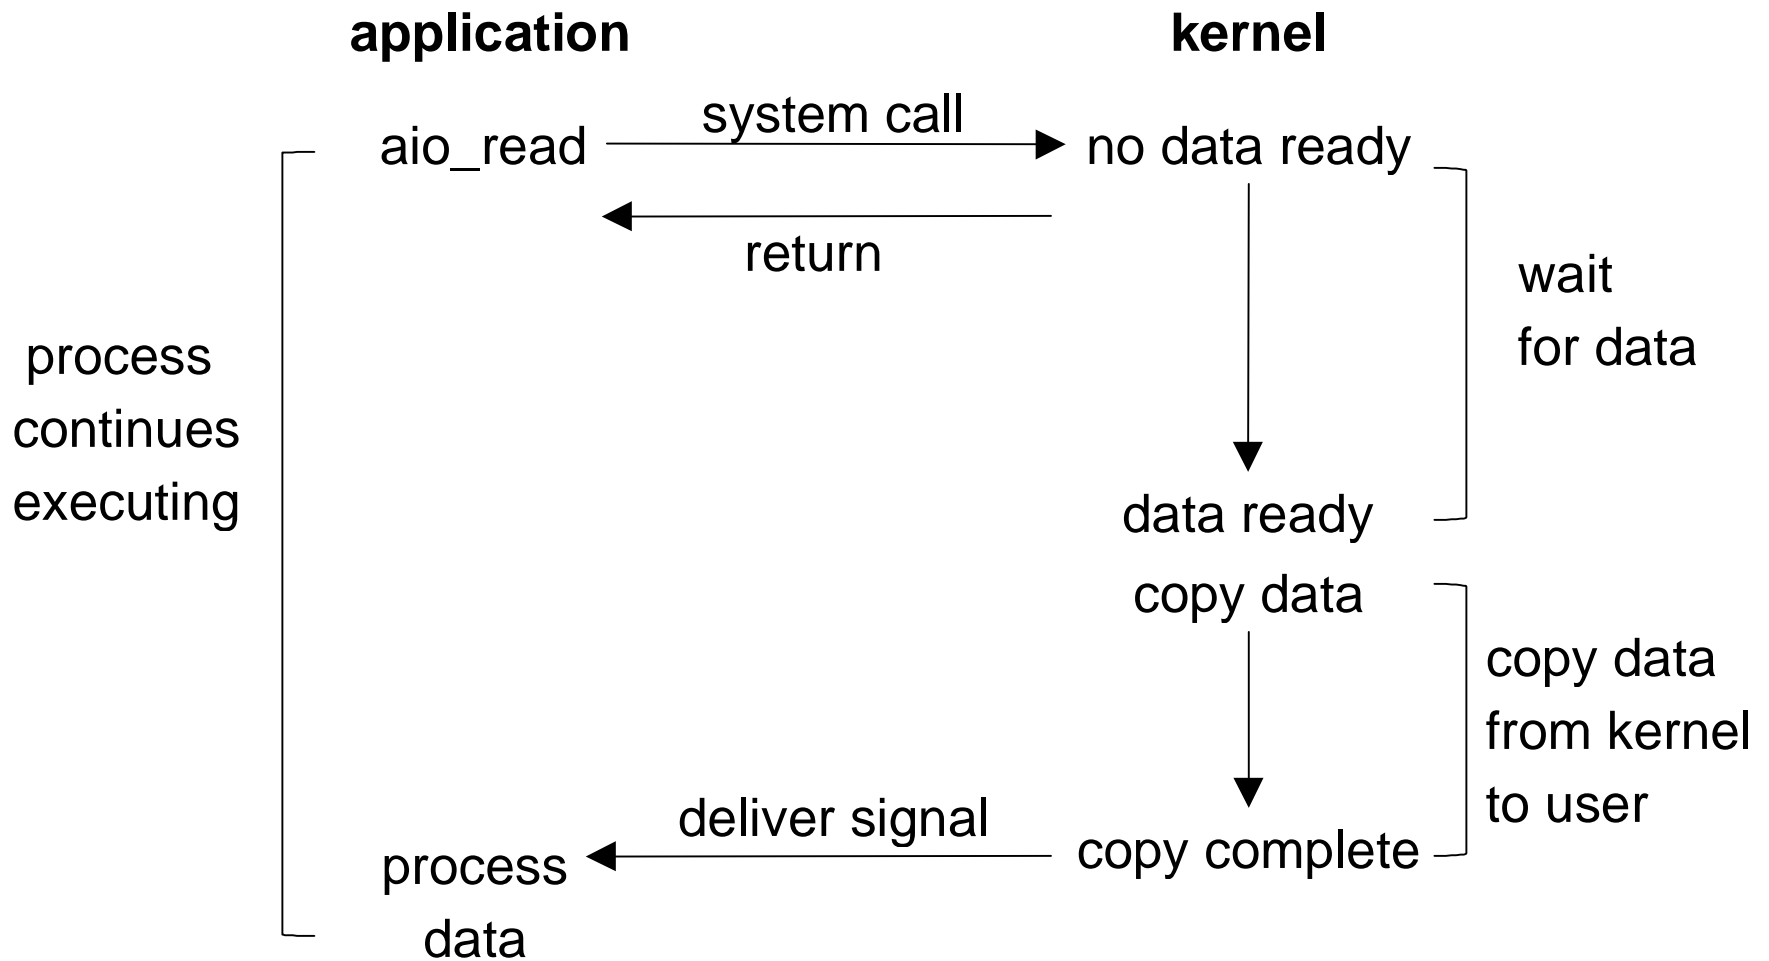 application
kernel
system call
aio_read
no data ready
return
wait
for data
process
continues
executing
data ready
copy data
copy data
from kernel
to user
deliver signal
copy complete
process
data